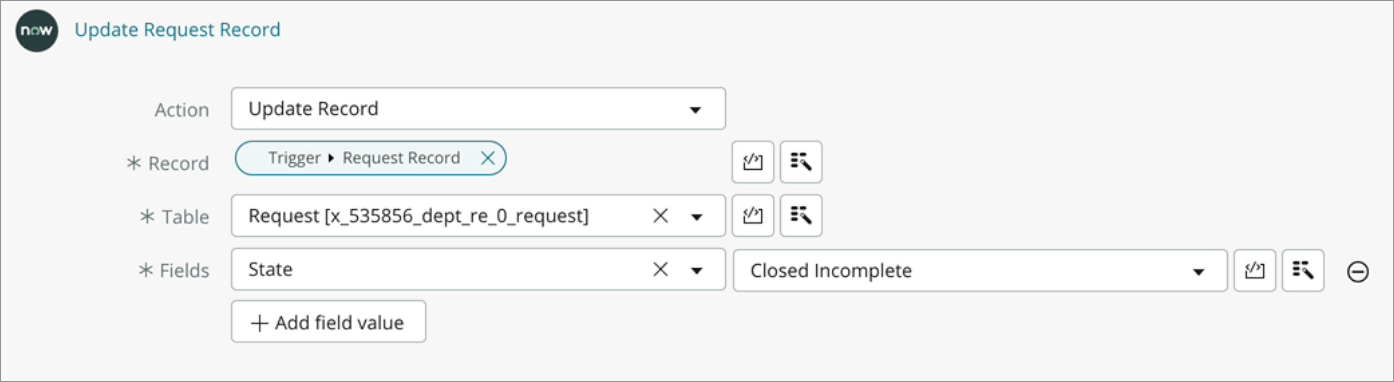 now Update Request Record
Action Update Record
* Record Trigger ▸ Request Record
* Table Request [x_535856_dept_re_0_request]
* Fields State Closed Incomplete
+ Add field value